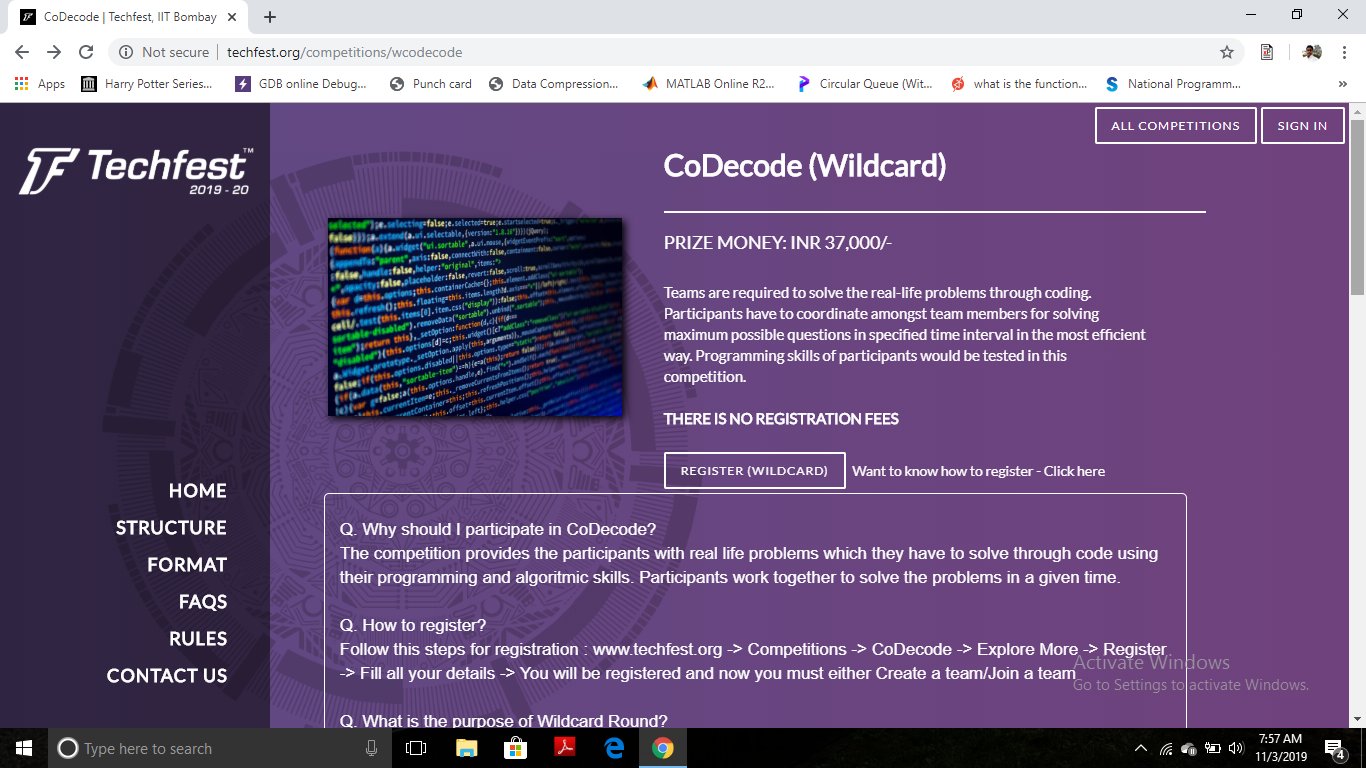 CoDecode | Techfest, IIT Bombay
Not secure | techfest.org/competitions/wcodecode
Apps
Harry Potter Series...
GDB online Debug...
Punch card
Data Compression...
MATLAB Online R2...
Circular Queue (Wit...
what is the function...
National Programm...
ALL COMPETITIONS
SIGN IN
Techfest™
2019 - 20
CoDecode (Wildcard)
PRIZE MONEY: INR 37,000/-
Teams are required to solve the real-life problems through coding.
Participants have to coordinate amongst team members for solving
maximum possible questions in specified time interval in the most efficient
way. Programming skills of participants would be tested in this
competition.
THERE IS NO REGISTRATION FEES
REGISTER (WILDCARD)
Want to know how to register - Click here
HOME
STRUCTURE
FORMAT
FAQS
RULES
CONTACT US
Q. Why should I participate in CoDecode?
The competition provides the participants with real life problems which they have to solve through code using
their programming and algoritmic skills. Participants work together to solve the problems in a given time.
Q. How to register?
Follow this steps for registration : www.techfest.org -> Competitions -> CoDecode -> Explore More -> Register
-> Fill all your details -> You will be registered and now you must either Create a team/Join a team
Q. What is the purpose of Wildcard Round?
Activate Windows
Go to Settings to activate Windows.
Type here to search
7:57 AM
11/3/2019
4